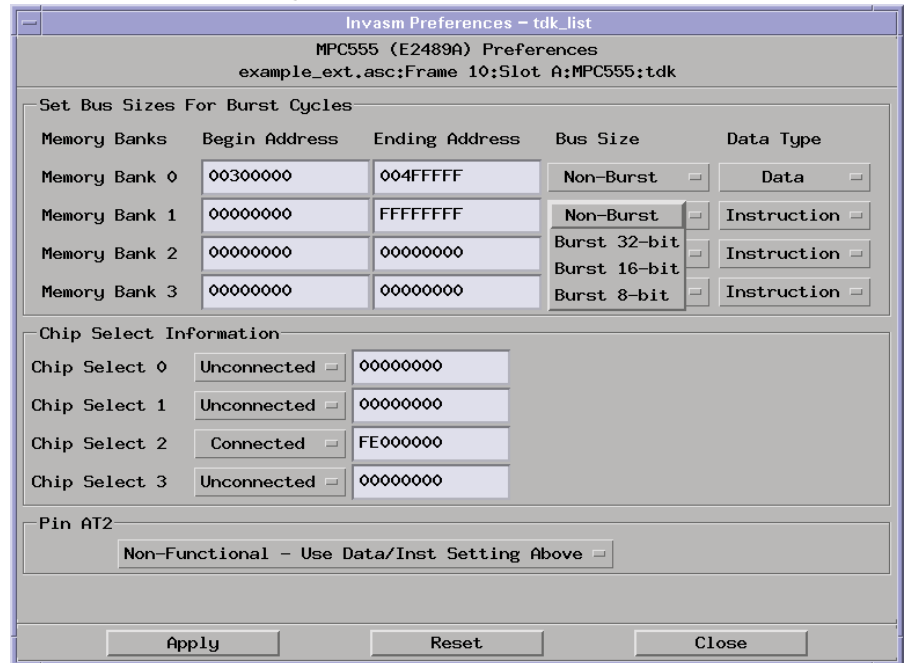 Invasm Preferences – tdk_list
MPC555 (E2489A) Preferences
example_ext.asc:Frame 10:Slot A:MPC555:tdk
Set Bus Sizes For Burst Cycles
Memory Banks Begin Address Ending Address Bus Size Data Type
Memory Bank 0 00300000 004FFFFF Non-Burst Data
Memory Bank 1 00000000 FFFFFFFF Non-Burst Instruction
Burst 32-bit
Memory Bank 2 00000000 00000000 Instruction
Burst 16-bit
Memory Bank 3 00000000 00000000 Burst 8-bit Instruction
Chip Select Information
Chip Select 0 Unconnected 00000000
Chip Select 1 Unconnected 00000000
Chip Select 2 Connected FE000000
Chip Select 3 Unconnected 00000000
Pin AT2
Non-Functional - Use Data/Inst Setting Above
Apply Reset Close